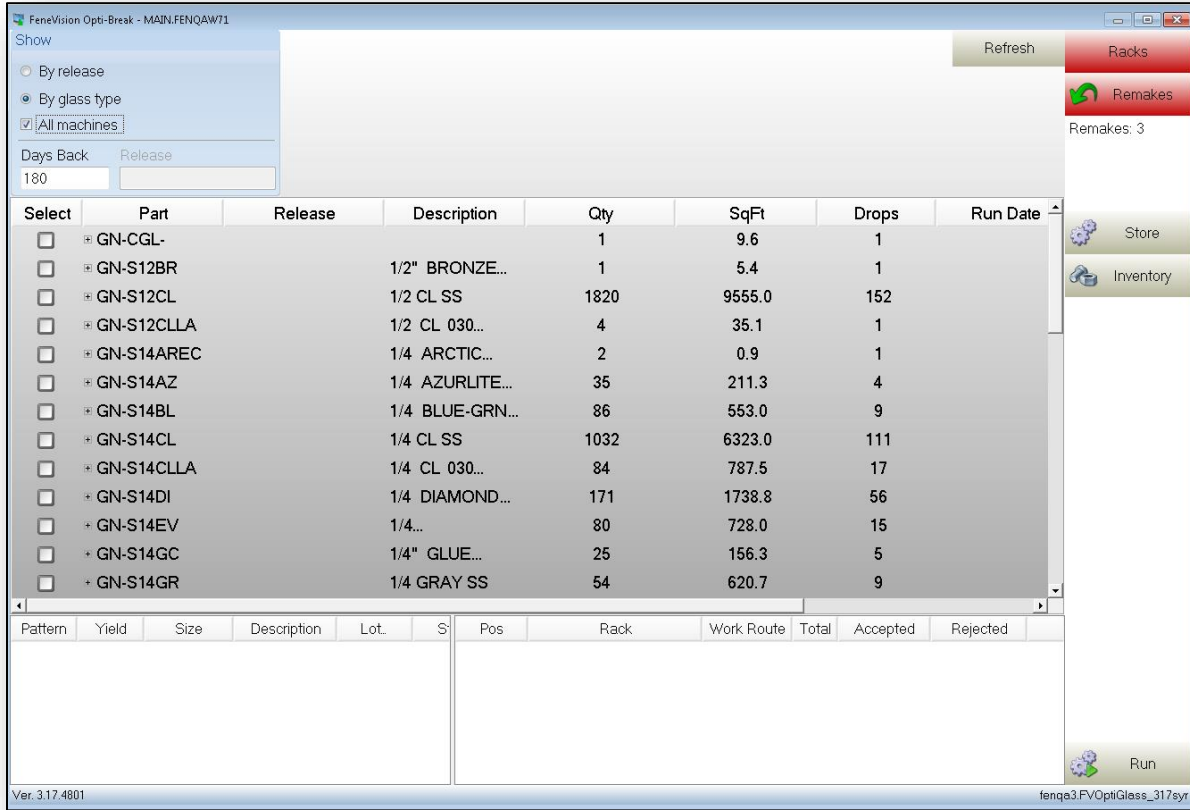 FeneVision Opti-Break - MAIN.FENQAW71
Show
By release
By glass type
All machines
Days Back Release
180
Refresh
Racks
Remakes
Remakes: 3
Store
Inventory
Select Part Release Description Qty SqFt Drops Run Date
GN-CGL- 1 9.6 1
GN-S12BR 1/2" BRONZE... 1 5.4 1
GN-S12CL 1/2 CL SS 1820 9555.0 152
GN-S12CLLA 1/2 CL 030... 4 35.1 1
GN-S14AREC 1/4 ARCTIC... 2 0.9 1
GN-S14AZ 1/4 AZURLITE... 35 211.3 4
GN-S14BL 1/4 BLUE-GRN... 86 553.0 9
GN-S14CL 1/4 CL SS 1032 6323.0 111
GN-S14CLLA 1/4 CL 030... 84 787.5 17
GN-S14DI 1/4 DIAMOND... 171 1738.8 56
GN-S14EV 1/4... 80 728.0 15
GN-S14GC 1/4" GLUE... 25 156.3 5
GN-S14GR 1/4 GRAY SS 54 620.7 9
Pattern Yield Size Description Lot... S
Pos Rack Work Route Total Accepted Rejected
Run
Ver. 3.17.4801
fenqa3.FVOptiGlass_317syr